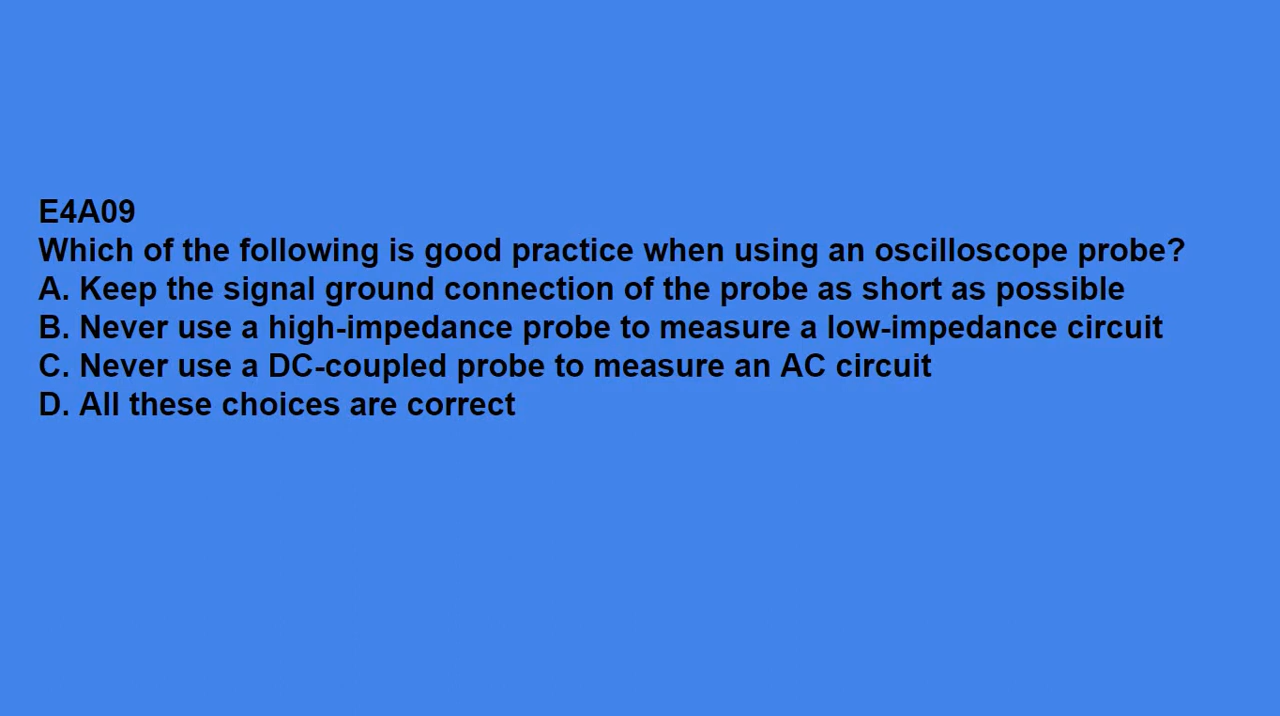 E4A09
Which of the following is good practice when using an oscilloscope probe?
A. Keep the signal ground connection of the probe as short as possible
B. Never use a high-impedance probe to measure a low-impedance circuit
C. Never use a DC-coupled probe to measure an AC circuit
D. All these choices are correct